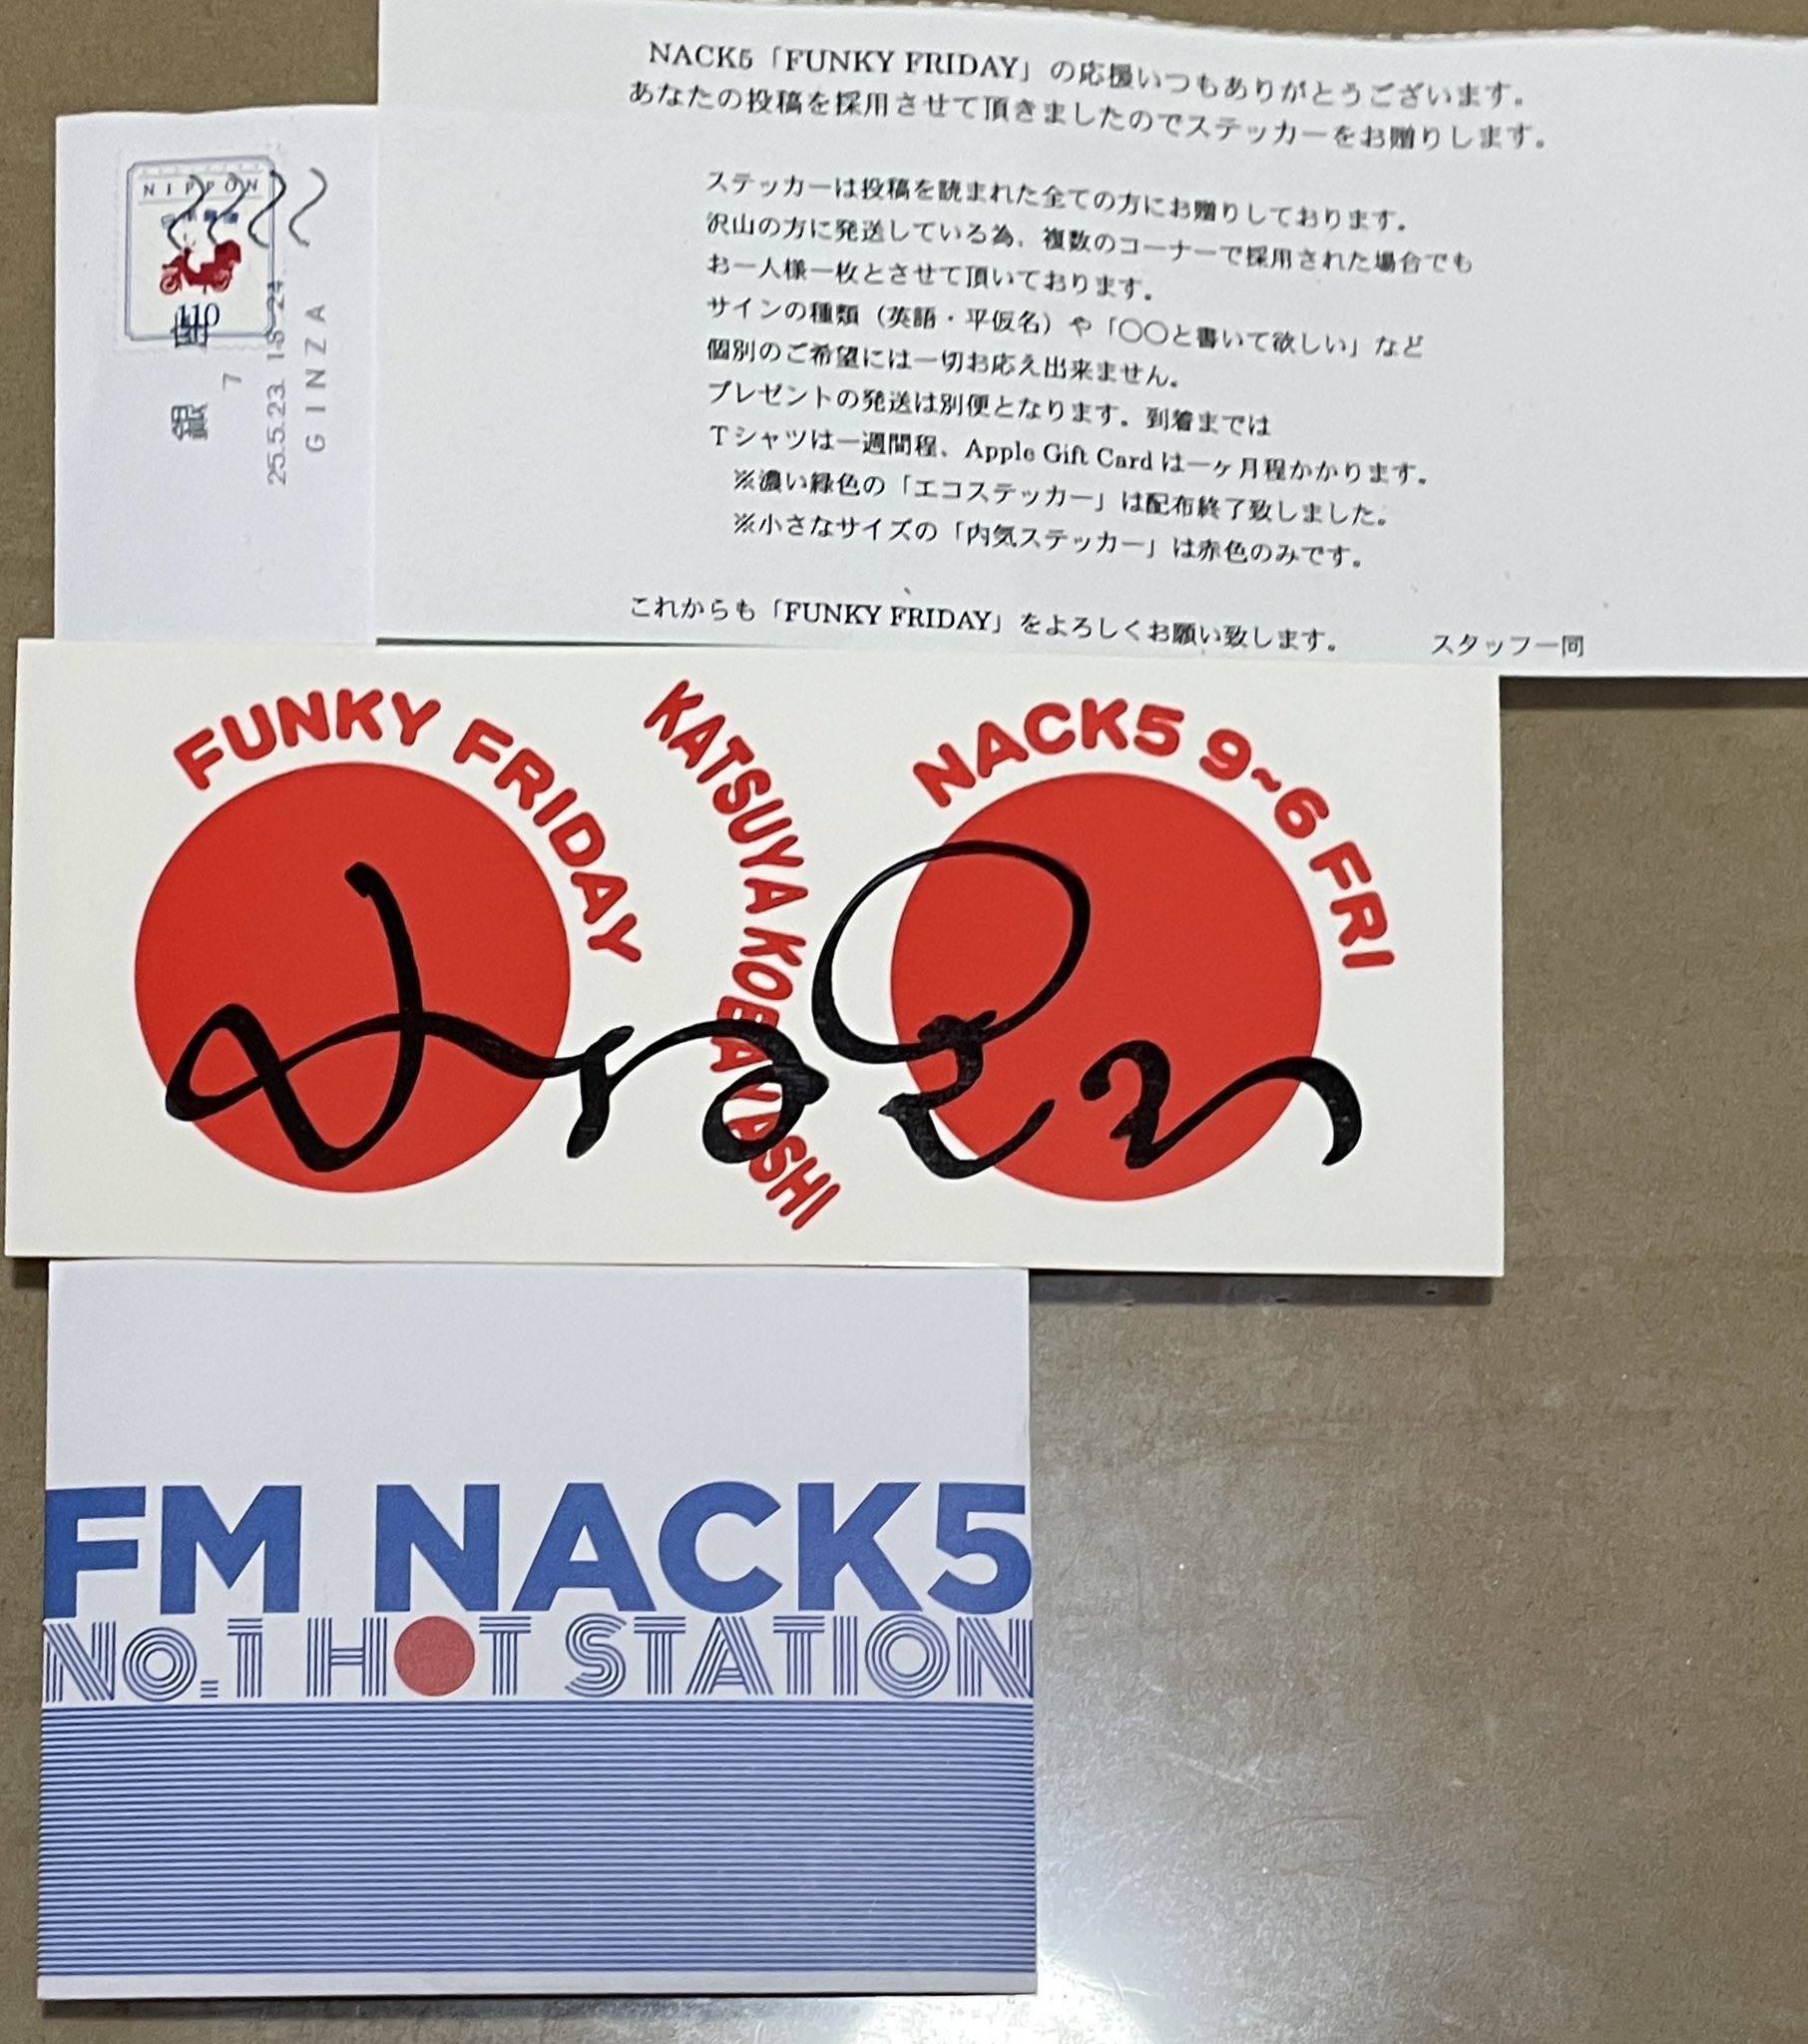 NACK5「FUNKY FRIDAY」の応援いつもありがとうございます。
あなたの投稿を採用させて頂きましたのでステッカーをお贈りします。
ステッカーは投稿を読まれた全ての方にお贈りしております。
沢山の方に発送している為、複数のコーナーで採用された場合でも
お一人様一枚とさせて頂いております。
サインの種類（英語・平仮名）や「〇〇と書いて欲しい」など
個別のご希望には一切お応え出来ません。
プレゼントの発送は別便となります。到着までは
Tシャツは一週間程、Apple Gift Cardは一ヶ月程かかります。
※濃い緑色の「エコステッカー」は配布終了致しました。
※小さなサイズの「内気ステッカー」は赤色のみです。
これからも「FUNKY FRIDAY」をよろしくお願い致します。 スタッフ一同
NIPPON
日本郵便
110
銀座
7
25.5.23. 18-24
GINZA
FUNKY FRIDAY
KATSUYA KOBAYASHI
NACK5 9~6 FRI
FM NACK5
No.1 HOT STATION